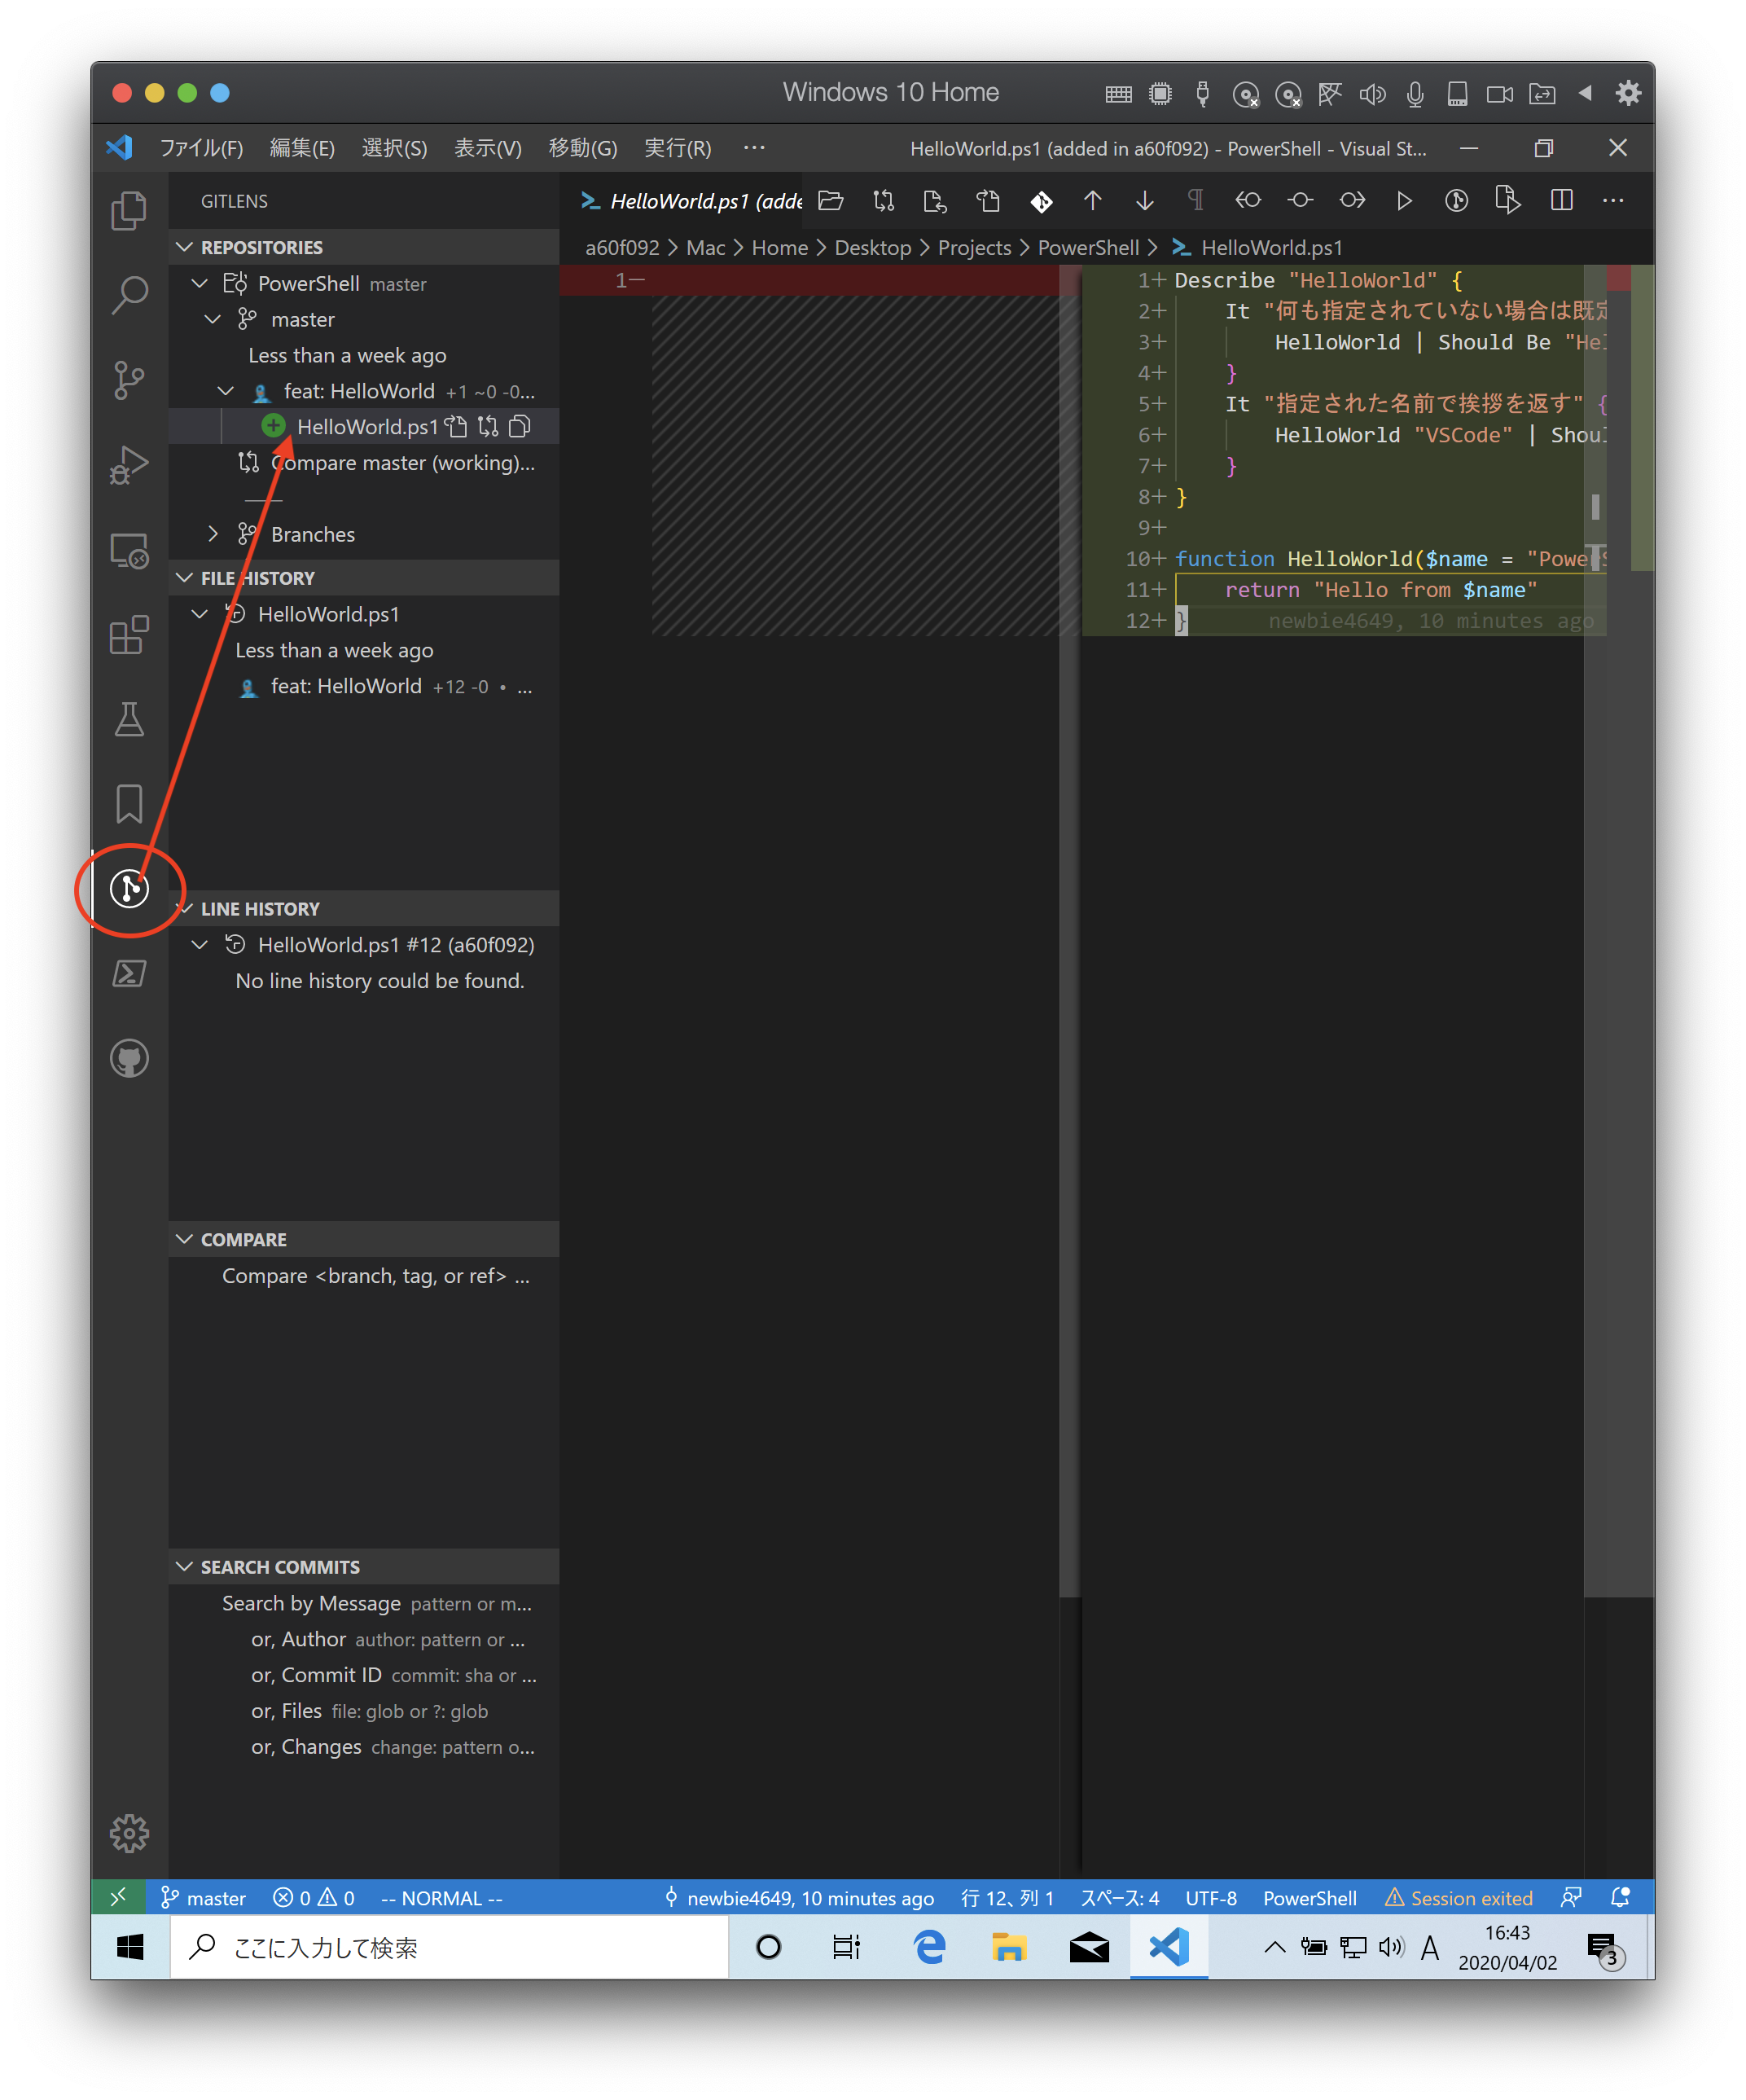 Windows 10 Home
ファイル(F) 編集(E) 選択(S) 表示(V) 移動(G) 実行(R) ··· HelloWorld.ps1 (added in a60f092) - PowerShell - Visual St...
GITLENS
REPOSITORIES
PowerShell master
master
Less than a week ago
feat: HelloWorld +1 ~0 -0...
HelloWorld.ps1
Compare master (working)...
Branches
FILE HISTORY
HelloWorld.ps1
Less than a week ago
feat: HelloWorld +12 -0 • ...
LINE HISTORY
HelloWorld.ps1 #12 (a60f092)
No line history could be found.
COMPARE
Compare <branch, tag, or ref> ...
SEARCH COMMITS
Search by Message pattern or m...
or, Author author: pattern or ...
or, Commit ID commit: sha or ...
or, Files file: glob or ?: glob
or, Changes change: pattern o...
HelloWorld.ps1 (adde
a60f092 > Mac > Home > Desktop > Projects > PowerShell > HelloWorld.ps1
1−
1+ Describe "HelloWorld" {
2+ It "何も指定されていない場合は既定
3+ HelloWorld | Should Be "Hel
4+ }
5+ It "指定された名前で挨拶を返す" {
6+ HelloWorld "VSCode" | Shoul
7+ }
8+ }
9+
10+ function HelloWorld($name = "PowerS
11+ return "Hello from $name"
12+ } newbie4649, 10 minutes ago
master 0 0 -- NORMAL -- newbie4649, 10 minutes ago 行 12、列 1 スペース: 4 UTF-8 PowerShell Session exited
ここに入力して検索
A
16:43
2020/04/02
3